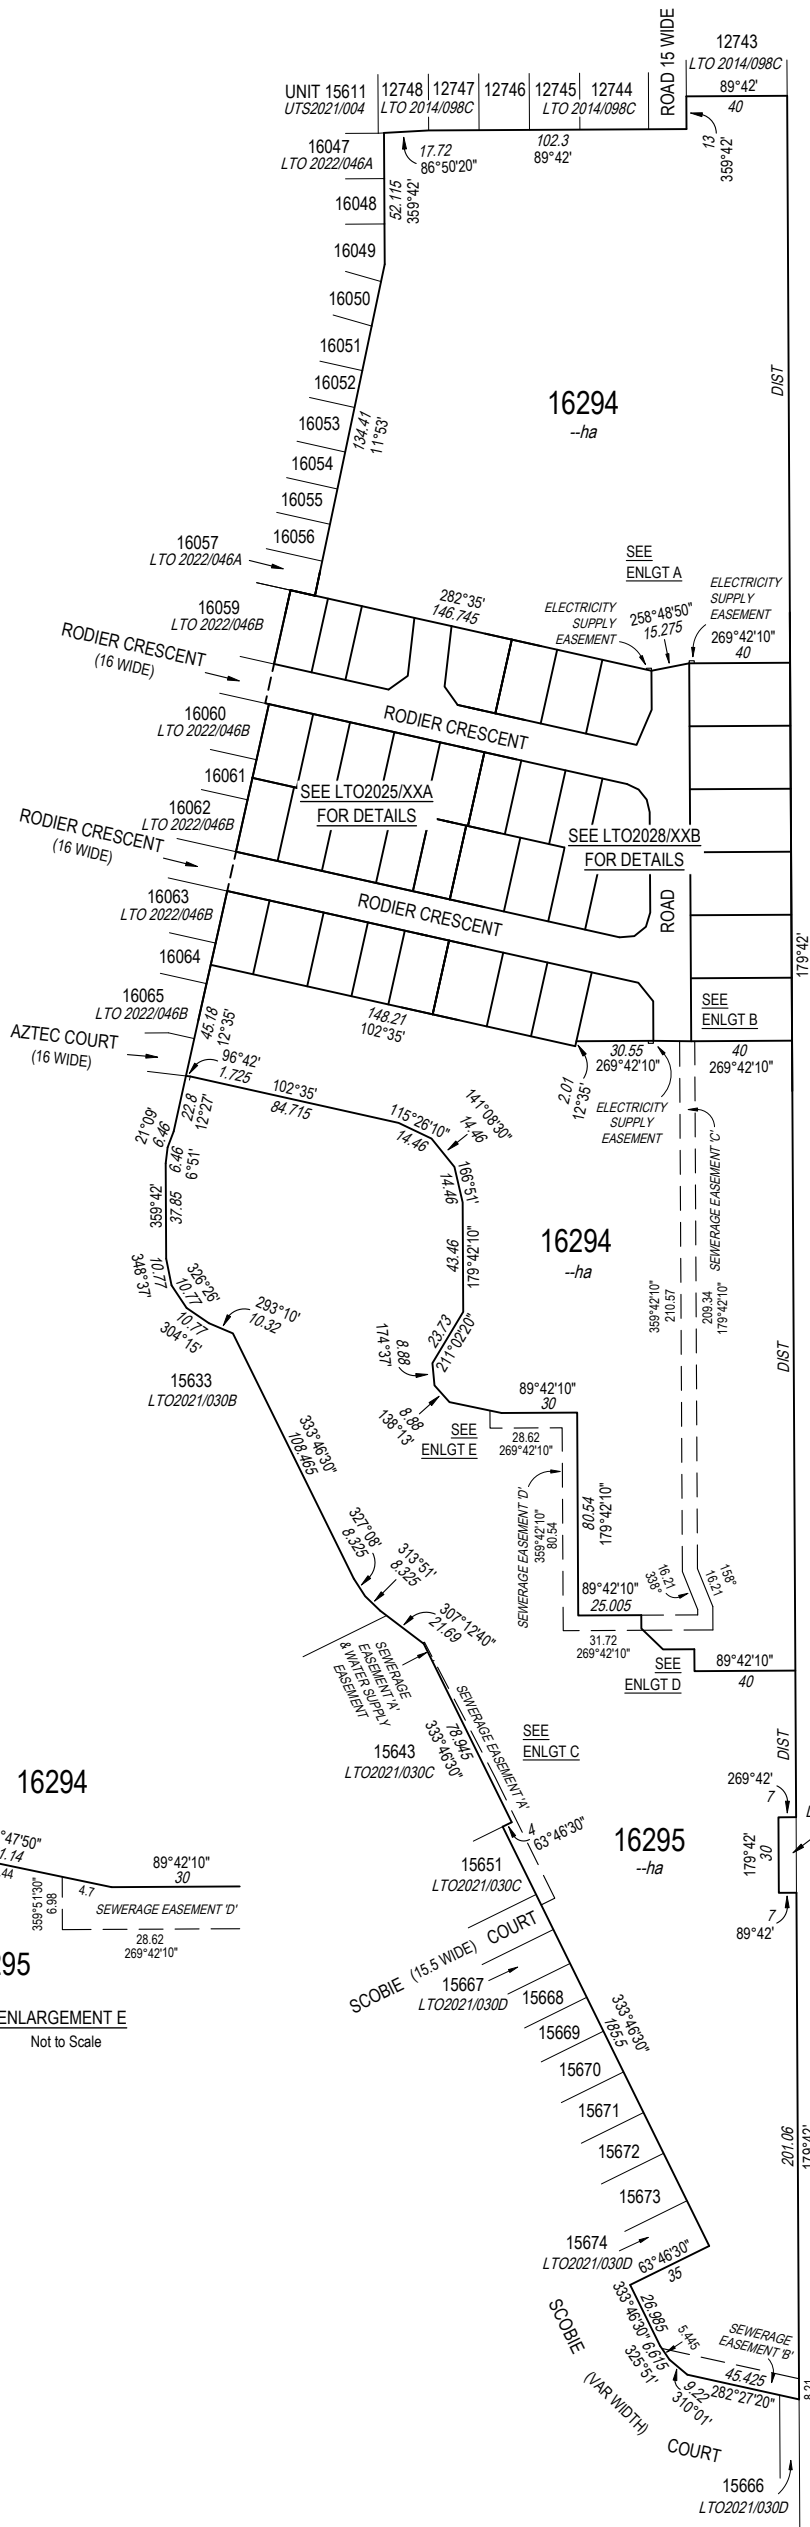 12743
LTO 2014/098C
ROAD 15 WIDE
89°42'
40
UNIT 15611
UTS2021/004
12748
12747
LTO 2014/098C
12746
12745
12744
LTO 2014/098C
13
359°42'
16047
LTO 2022/046A
17.72
86°50'20"
102.3
89°42'
16048
52.115
359°42'
16049
16050
16051
16052
16053
134.41
11°53'
16054
16055
16056
16294
--ha
DIST
16057
LTO 2022/046A
SEE
ENLGT A
16059
LTO 2022/046B
282°35'
146.745
ELECTRICITY
SUPPLY
EASEMENT
258°48'50"
15.275
ELECTRICITY
SUPPLY
EASEMENT
269°42'10"
40
RODIER CRESCENT
(16 WIDE)
RODIER CRESCENT
16060
LTO 2022/046B
16061
SEE LTO2025/XXA
FOR DETAILS
16062
LTO 2022/046B
SEE LTO2028/XXB
FOR DETAILS
RODIER CRESCENT
(16 WIDE)
16063
LTO 2022/046B
RODIER CRESCENT
ROAD
16064
179°42'
16065
LTO 2022/046B
SEE
ENLGT B
148.21
102°35'
45.18
12°35'
AZTEC COURT
(16 WIDE)
96°42'
1.725
30.55
269°42'10"
40
269°42'10"
2.01
12°35'
ELECTRICITY
SUPPLY
EASEMENT
102°35'
84.715
22.8
12°27'
115°26'10"
14.46
141°08'30"
14.46
21°09'
6.46
6.46
6°51'
166°51'
14.46
SEWERAGE EASEMENT 'C'
359°42'
37.85
43.46
179°42'10"
16294
--ha
359°42'10"
210.57
209.34
179°42'10"
348°37'
10.77
326°26'
10.77
10.77
304°15'
293°10'
10.32
23.73
211°02'20"
174°37'
8.88
8.88
138°13'
DIST
15633
LTO2021/030B
89°42'10"
30
SEE
ENLGT E
28.62
269°42'10"
333°46'30"
108.465
SEWERAGE EASEMENT 'D'
359°42'10"
80.54
80.54
179°42'10"
327°08'
8.325
313°51'
8.325
16.21
338°
158°
16.21
89°42'10"
25.005
307°12'40"
21.69
31.72
269°42'10"
SEWERAGE
EASEMENT 'A'
& WATER SUPPLY
EASEMENT
SEE
ENLGT D
89°42'10"
40
SEWERAGE EASEMENT 'A'
78.945
333°46'30"
15643
LTO2021/030C
SEE
ENLGT C
DIST
16294
269°42'
7
4
63°46'30"
16295
--ha
179°42'
30
15651
LTO2021/030C
7
89°42'
°47'50"
89°42'10"
30
359°51'30"
6.98
4.7
SEWERAGE EASEMENT 'D'
28.62
269°42'10"
295
ENLARGEMENT E
Not to Scale
SCOBIE (15.5 WIDE) COURT
15667
LTO2021/030D
15668
333°46'30"
185.5
15669
15670
15671
15672
15673
201.06
179°42'
15674
LTO2021/030D
63°46'30"
35
26.985
333°46'30"
5.445
6.615
325°51'
SEWERAGE
EASEMENT 'B'
45.425
282°27'20"
9.22
310°01'
8.21
SCOBIE
(VAR WIDTH)
COURT
15666
LTO2021/030D